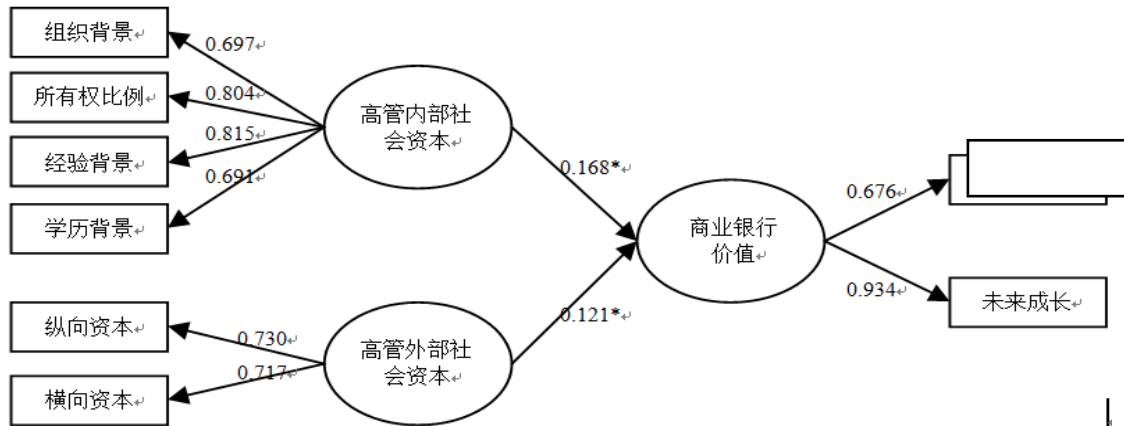 组织背景
0.697
所有权比例
0.804
高管内部社
会资本
0.815
经验背景
0.168*
0.691
0.676
学历背景
商业银行
价值
0.934
未来成长
纵向资本
0.730
0.121*
高管外部社
会资本
0.717
横向资本